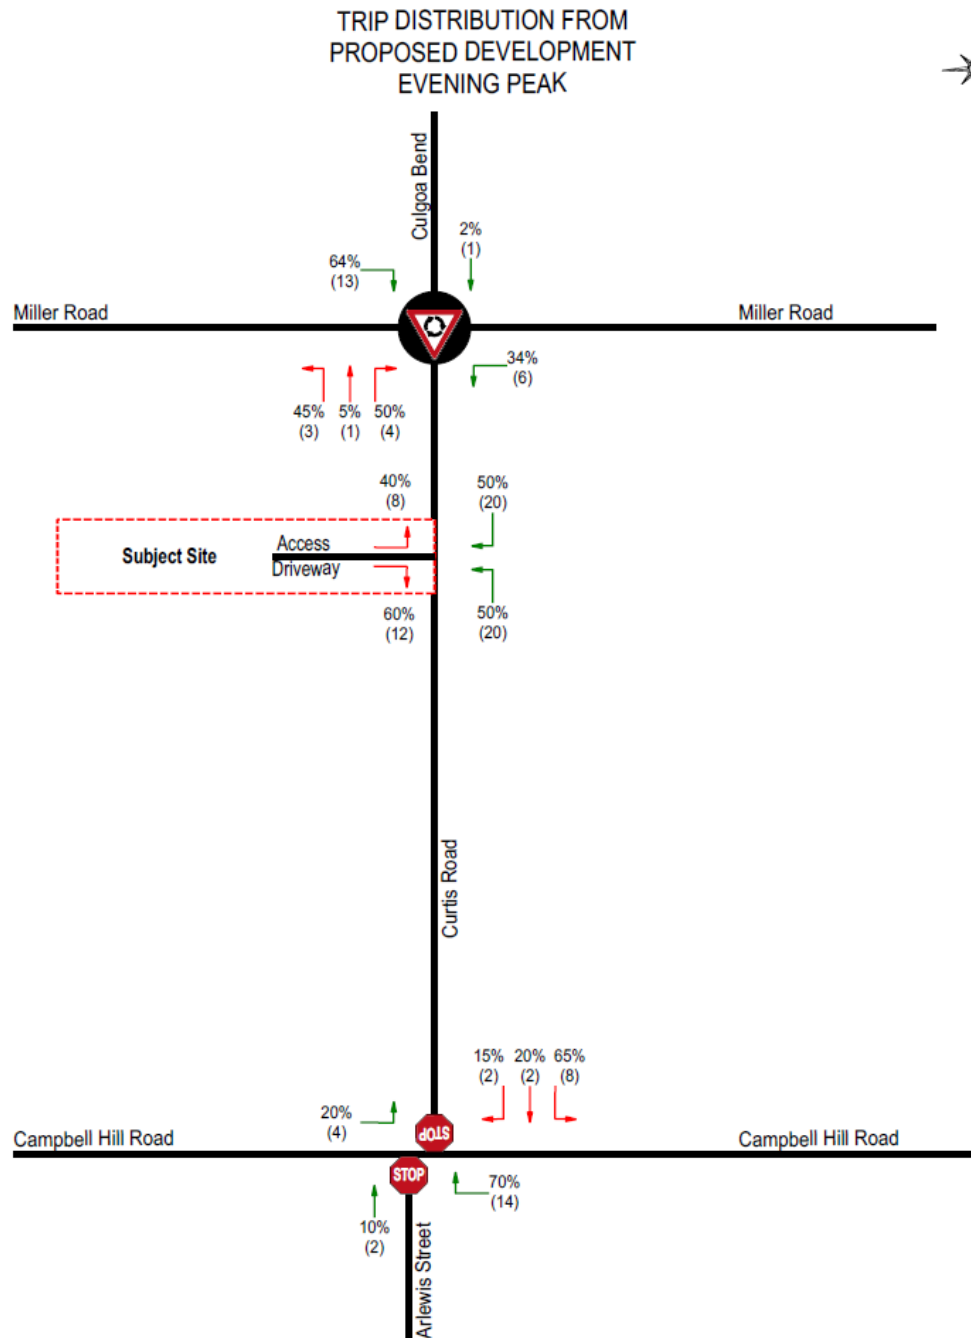 TRIP DISTRIBUTION FROM
PROPOSED DEVELOPMENT
EVENING PEAK
Culgoa Bend
2%
(1)
64%
(13)
Miller Road
Miller Road
34%
(6)
45% 5% 50%
(3) (1) (4)
40%
(8)
50%
(20)
Subject Site
Access
Driveway
60%
(12)
50%
(20)
Curtis Road
15% 20% 65%
(2) (2) (8)
20%
(4)
STOP
Campbell Hill Road
Campbell Hill Road
STOP
70%
(14)
10%
(2)
Arlewis Street